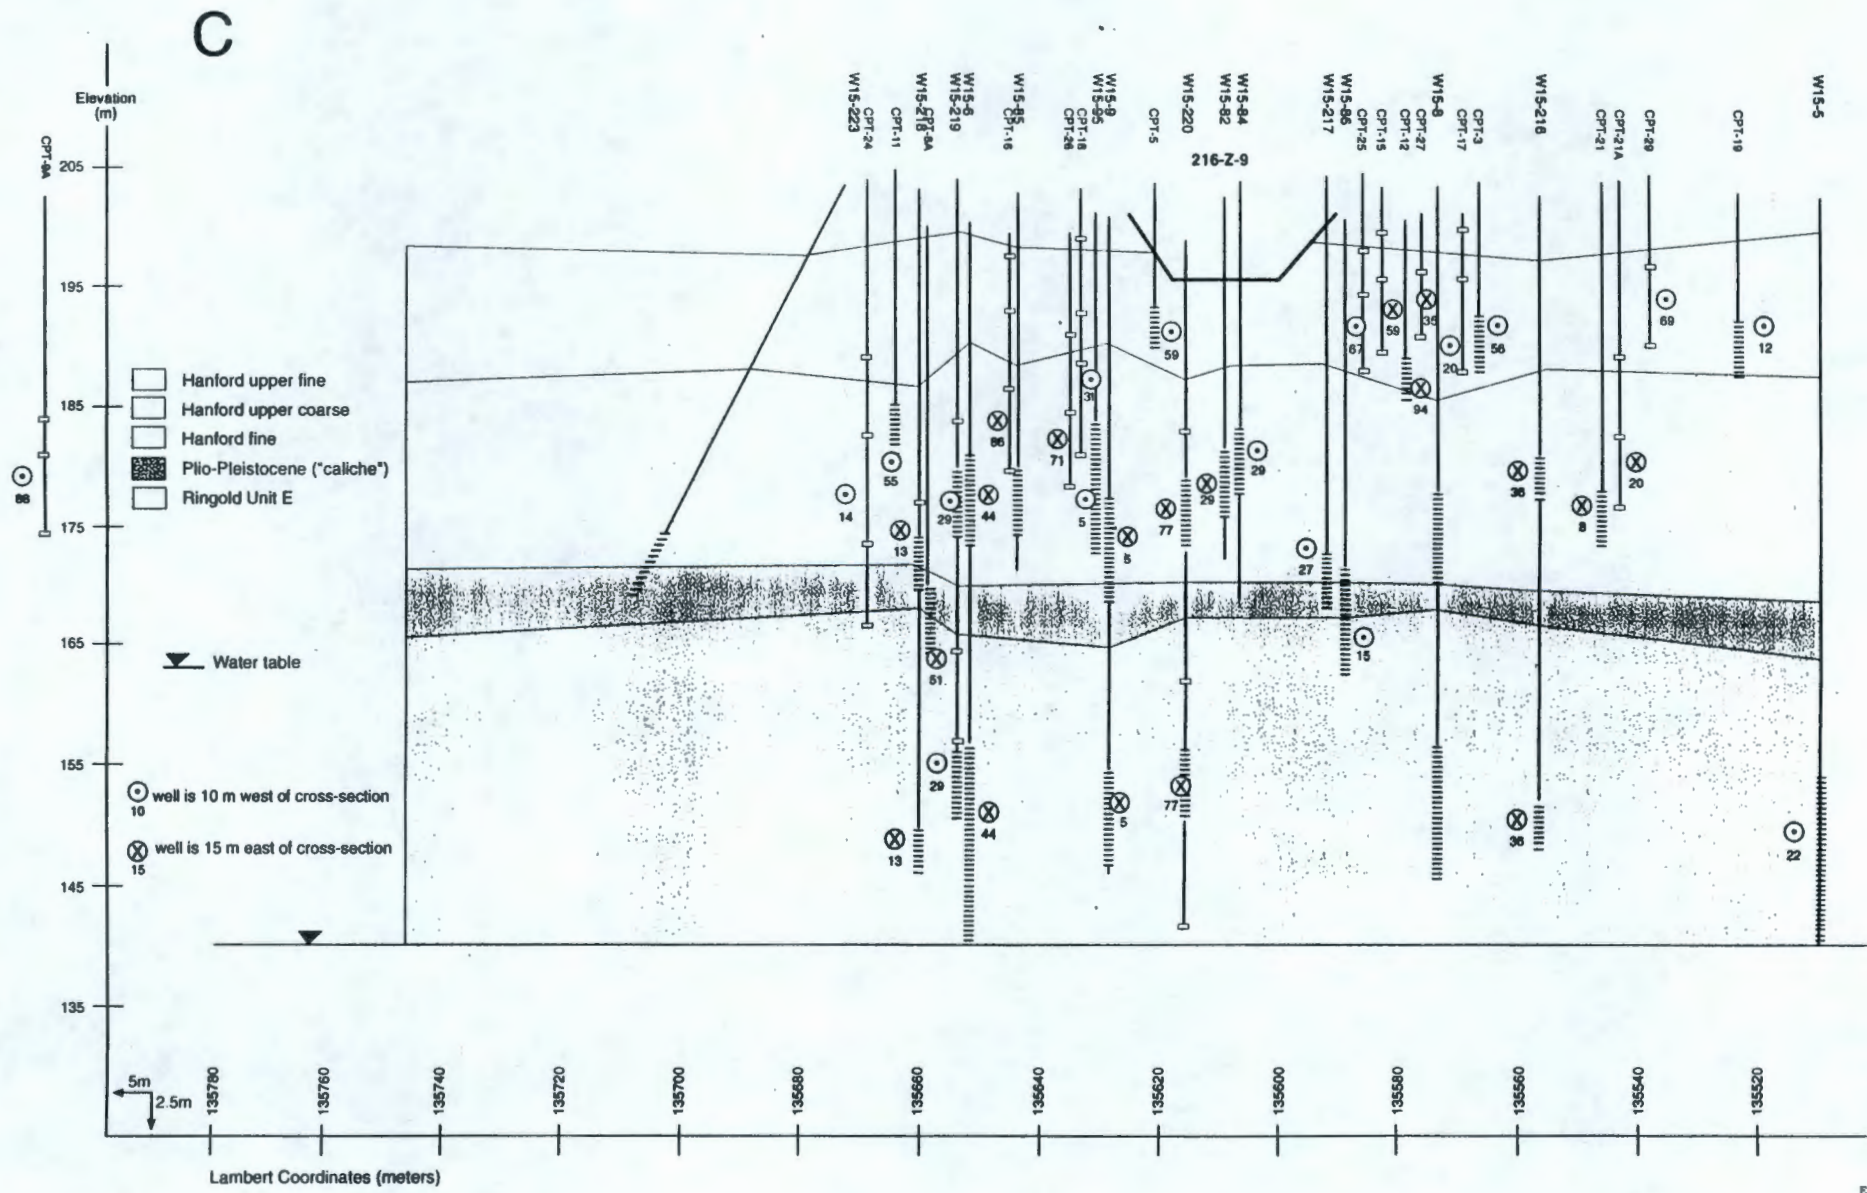 C
Elevation
(m)
205
195
185
175
165
155
145
135
CPT-9A
88
W15-223
CPT-24
CPT-11
W15-218
CPT-8A
W15-219
W15-6
W15-85
CPT-16
CPT-26
CPT-18
W15-95
W15-9
CPT-5
W15-220
W15-82
W15-84
216-Z-9
W15-217
W15-86
CPT-25
CPT-15
CPT-12
CPT-27
W15-8
CPT-17
CPT-3
W15-216
CPT-21
CPT-21A
CPT-29
CPT-19
W15-5
Hanford upper fine
Hanford upper coarse
Hanford fine
Plio-Pleistocene ("caliche")
Ringold Unit E
Water table
well is 10 m west of cross-section
10
well is 15 m east of cross-section
15
14
55
13
29
44
86
71
31
5
5
59
77
29
29
27
67
59
35
20
56
94
15
36
8
20
69
12
51
29
44
13
5
77
36
22
5m
2.5m
135780
135760
135740
135720
135700
135680
135660
135640
135620
135600
135580
135560
135540
135520
Lambert Coordinates (meters)